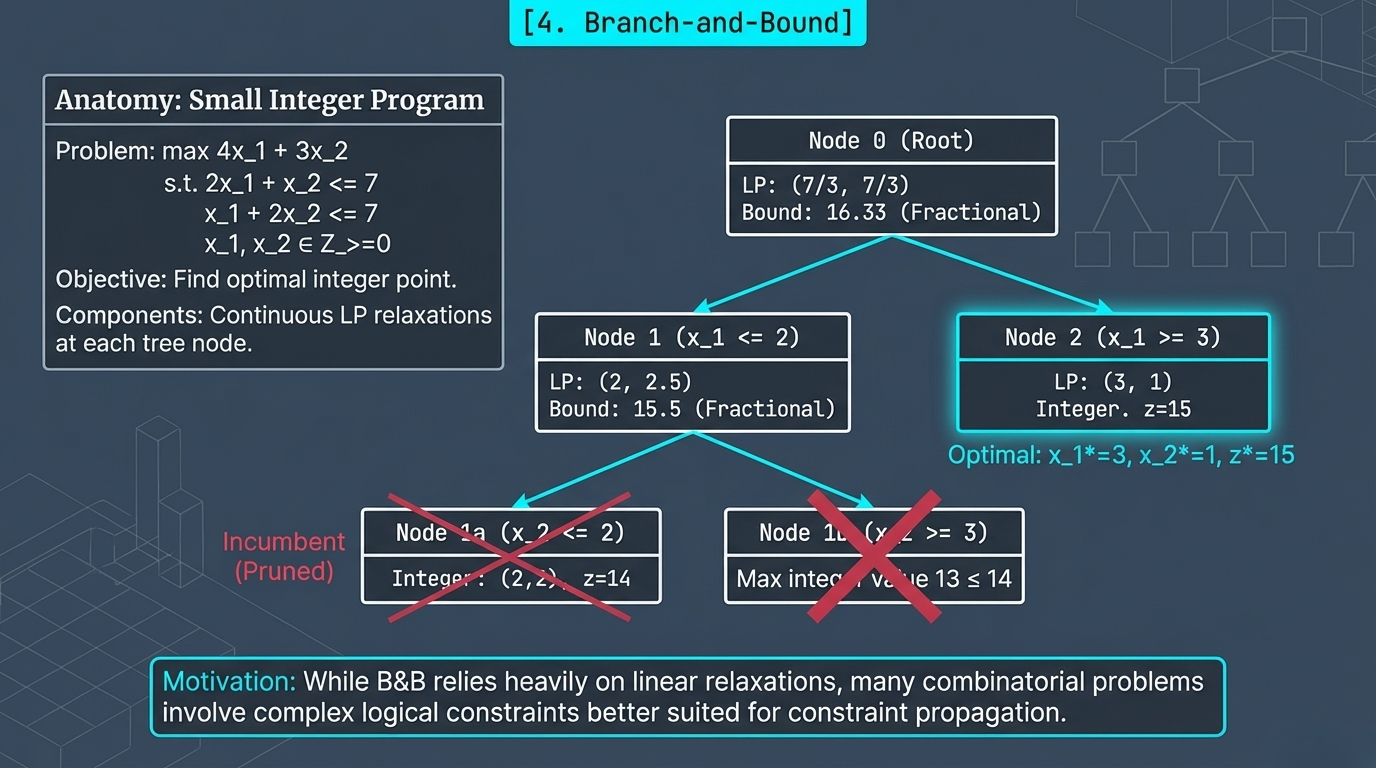 [4. Branch-and-Bound]
Anatomy: Small Integer Program
Problem: max 4x_1 + 3x_2
s.t. 2x_1 + x_2 <= 7
x_1 + 2x_2 <= 7
x_1, x_2 ∈ Z_>=0
Objective: Find optimal integer point.
Components: Continuous LP relaxations
at each tree node.
Node 0 (Root)
LP: (7/3, 7/3)
Bound: 16.33 (Fractional)
Node 1 (x_1 <= 2)
LP: (2, 2.5)
Bound: 15.5 (Fractional)
Node 2 (x_1 >= 3)
LP: (3, 1)
Integer. z=15
Optimal: x_1*=3, x_2*=1, z*=15
Incumbent
(Pruned)
Node 1a (x_2 <= 2)
Integer: (2,2), z=14
Node 1b (x_2 >= 3)
Max integer value 13 ≤ 14
Motivation: While B&B relies heavily on linear relaxations, many combinatorial problems
involve complex logical constraints better suited for constraint propagation.